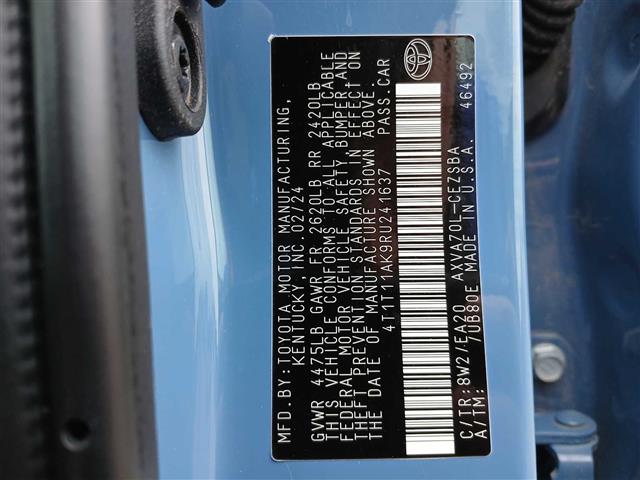 MFD. BY: TOYOTA MOTOR MANUFACTURING,
KENTUCKY, INC. 02/24
GVWR 4475LB GAWR FR 2620LB RR 2420LB
THIS VEHICLE CONFORMS TO ALL APPLICABLE
FEDERAL MOTOR VEHICLE SAFETY, BUMPER, AND
THEFT PREVENTION STANDARDS IN EFFECT ON
THE DATE OF MANUFACTURE SHOWN ABOVE.
4T1T11AK9RU241637 PASS.CAR
C/TR: 8W2/EA20 AXVA70L-CEZSBA
A/TM: /UB80E MADE IN U.S.A. 46492